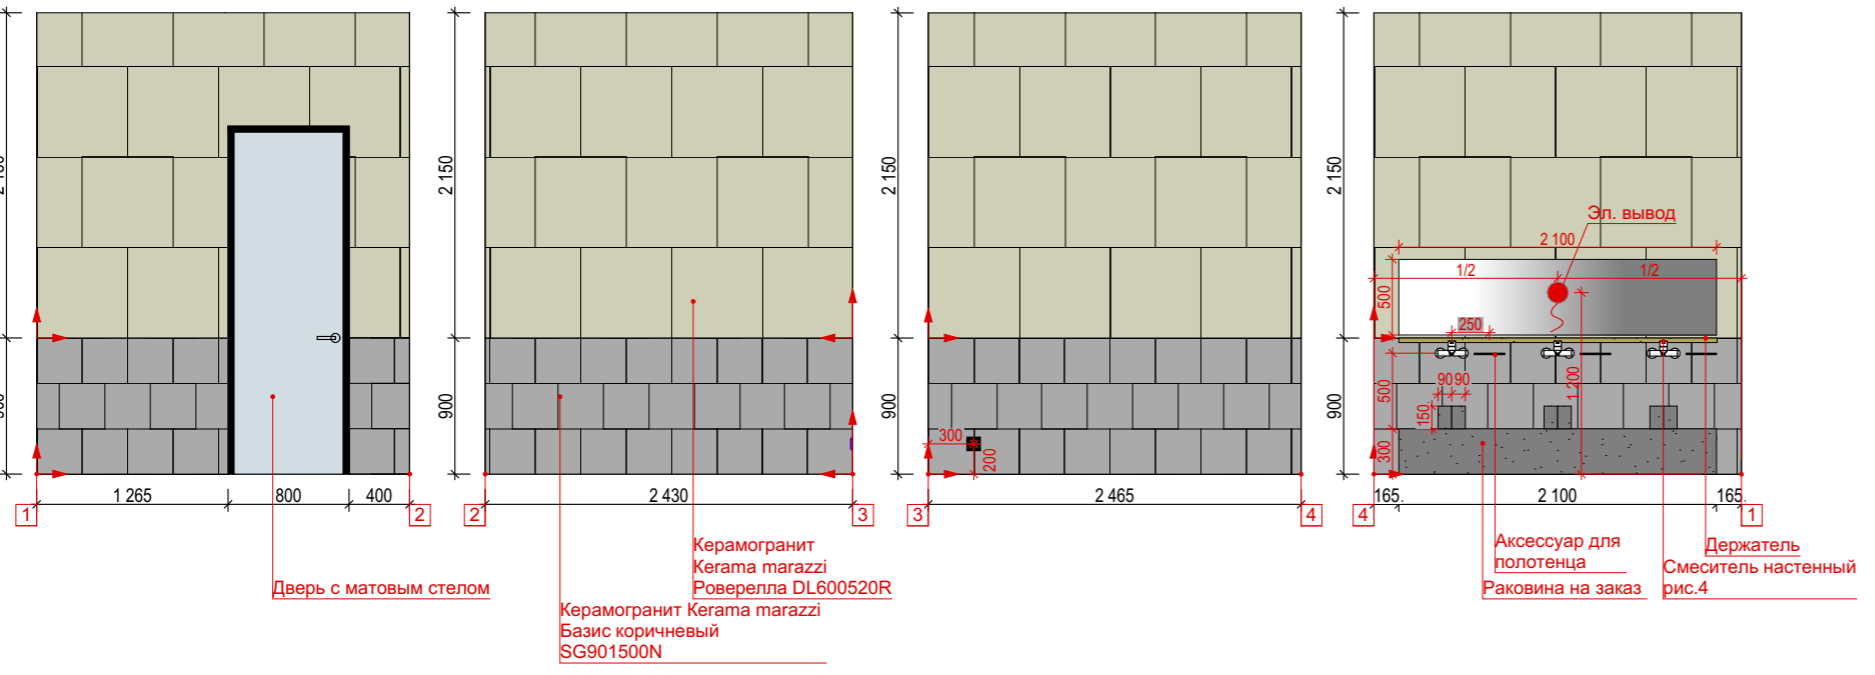 2 150
2 150
2 150
900
900
900
Эл. вывод
2 100
1/2
1/2
500
250
1 200
500
90
90
150
300
300
200
1 265
800
400
2 430
2 465
165.
2 100
165.
1
2
2
3
3
4
4
1
Дверь с матовым стелом
Керамогранит
Kerama marazzi
Роверелла DL600520R
Керамогранит Kerama marazzi
Базис коричневый
SG901500N
Аксессуар для
полотенца
Раковина на заказ
Держатель
Смеситель настенный
рис.4